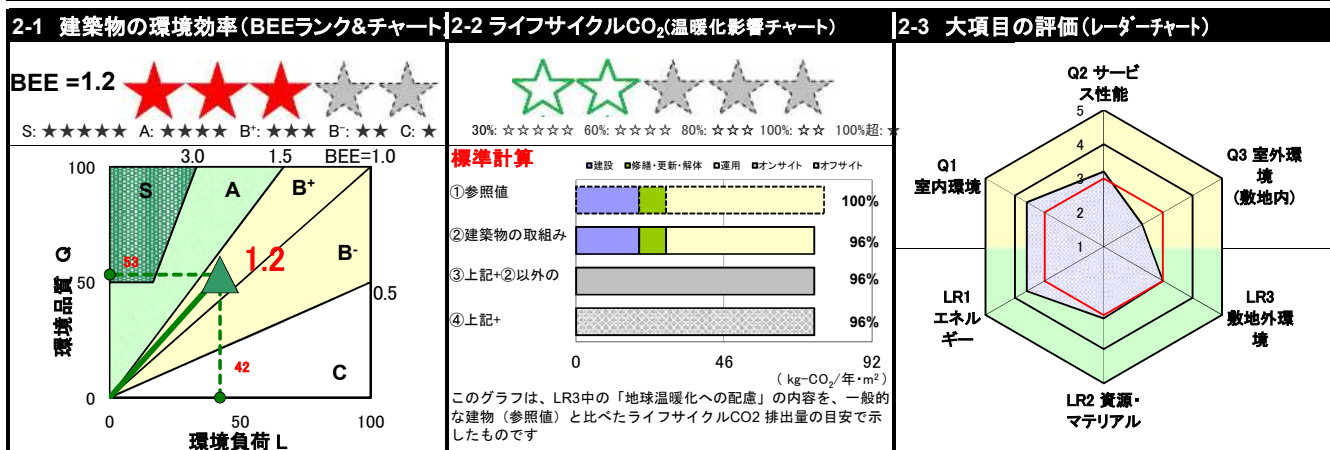 2-1 建築物の環境効率(BEEランク&チャート)
BEE =1.2
S: ★★★★★ A: ★★★★ B⁺: ★★★ B⁻: ★★ C: ★
3.0 1.5 BEE=1.0
100
S
A
B⁺
B⁻
1.2
53
50
0.5
42
C
環境品質 Q
0
0 50 100
環境負荷 L
2-2 ライフサイクルCO₂(温暖化影響チャート)
30%: ☆☆☆☆☆ 60%: ☆☆☆☆ 80%: ☆☆☆ 100%: ☆☆ 100%超: ☆
標準計算
■建設 ■修繕・更新・解体 ■運用 ■オンサイト ■オフサイト
①参照値 100%
②建築物の取組み 96%
③上記+②以外の 96%
④上記+ 96%
0 46 92
( kg-CO₂/年・m²)
このグラフは、LR3中の「地球温暖化への配慮」の内容を、一般的
な建物(参照値)と比べたライフサイクルCO2 排出量の目安で示
したものです
2-3 大項目の評価(レーダーチャート)
Q2 サービ
ス性能
5
4
3
2
1
Q1
室内環境
Q3 室外環
境
(敷地内)
LR1
エネル
ギー
LR3
敷地外環
境
LR2 資源・
マテリアル